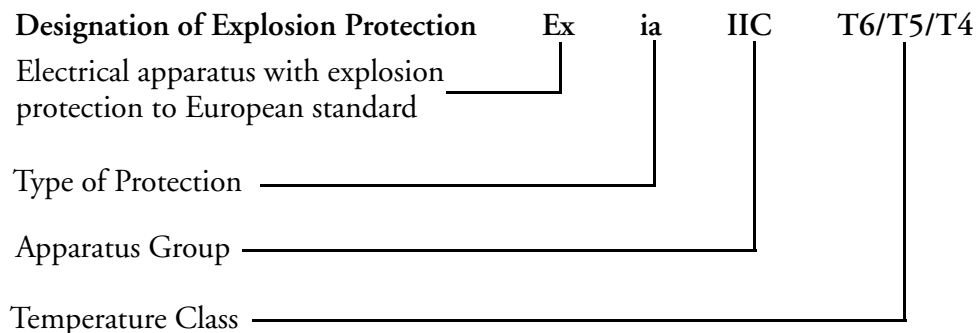 Designation of Explosion Protection Ex ia IIC T6/T5/T4
Electrical apparatus with explosion
protection to European standard
Type of Protection
Apparatus Group
Temperature Class